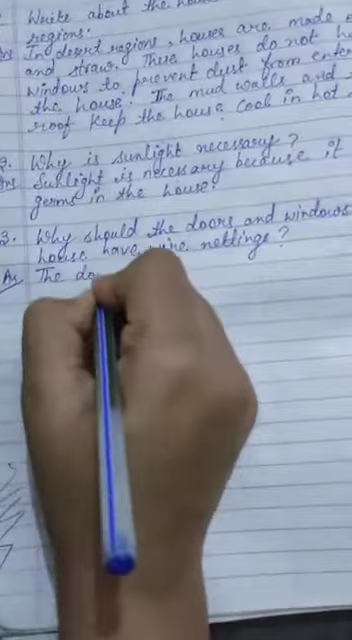 Write about the
regions.
Ans In desert regions, houses are made
and straw. These houses do not
windows to prevent dust from
the house. The mud walls and
roof keep the house cool in hot
2. Why is sunlight necessary?
Ans Sunlight is necessary because it
germs in the house.
3. Why should the doors and windows
house have wire nettings?
As The do